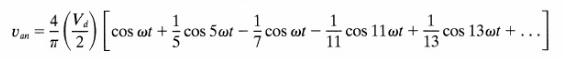 v_{an} = \frac{4}{\pi} \left( \frac{V_d}{2} \right) \left[ \cos \omega t + \frac{1}{5} \cos 5\omega t - \frac{1}{7} \cos \omega t - \frac{1}{11} \cos 11\omega t + \frac{1}{13} \cos 13\omega t + \ldots \right]